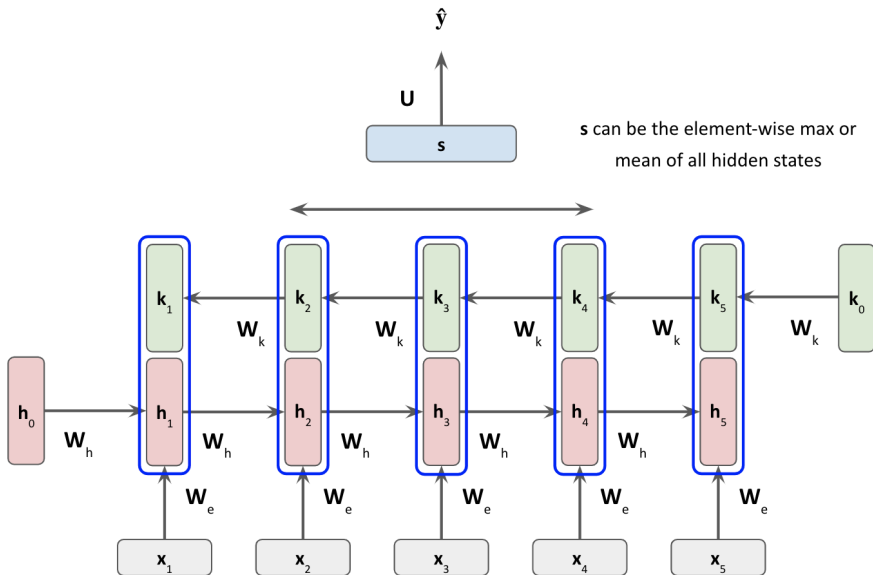 ŷ
U
s
s can be the element-wise max or
mean of all hidden states
k₁ k₂ k₃ k₄ k₅ k₀
Wₖ Wₖ Wₖ Wₖ Wₖ
h₀ h₁ h₂ h₃ h₄ h₅
Wₕ Wₕ Wₕ Wₕ Wₕ
Wₑ Wₑ Wₑ Wₑ Wₑ
x₁ x₂ x₃ x₄ x₅